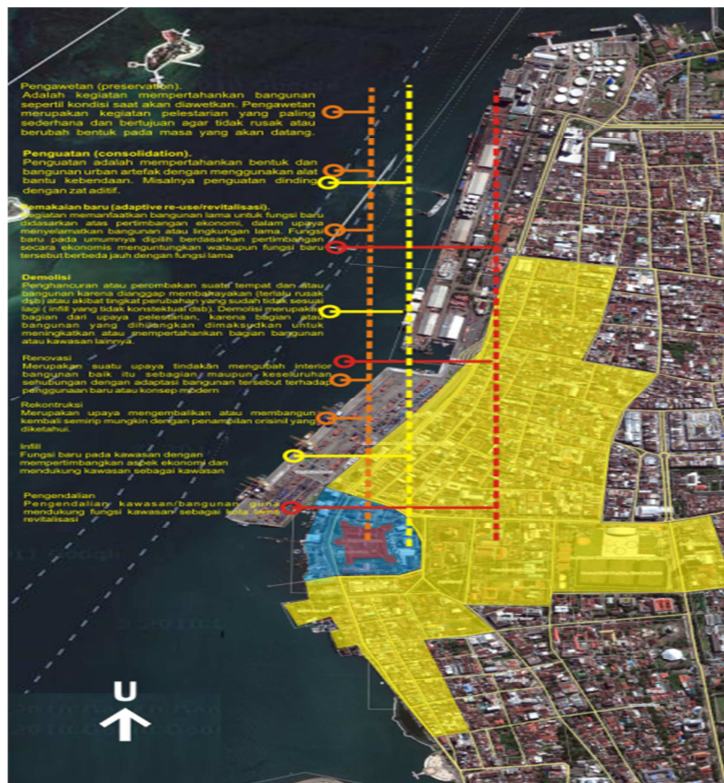 Pengawetan (preservation).
Adalah kegiatan mempertahankan bangunan
sepertil kondisi saat akan diawetkan. Pengawetan
merupakan kegiatan pelestarian yang paling
sederhana dan bertujuan agar tidak rusak atau
berubah bentuk pada masa yang akan datang.
Penguatan (consolidation).
Penguatan adalah mempertahankan bentuk dan
bangunan urban artefak dengan menggunakan alat
bantu kebendaan. Misalnya penguatan dinding
dengan zat aditif.
Pemakaian baru (adaptive re-use/revitalisasi).
Kegiatan memanfaatkan bangunan lama untuk fungsi baru
didasarkan atas pertimbangan ekonomi, dalam upaya
menyelamatkan bangunan atau lingkungan lama. Fungsi
baru pada umumnya dipilih berdasarkan pertimbangan
secara ekonomis menguntungkan walaupun fungsi baru
tersebut berbeda jauh dengan fungsi lama
Demolisi
Penghancuran atau perombakan suatu tempat dan atau
bangunan karena dianggap membahayakan (terlalu rusak
dsb) atau akibat tingkat perubahan yang sudah tidak sesuai
lagi ( infill yang tidak konstektual dsb). Demolisi merupakan
bagian dari upaya pelestarian, karena bagian atau
bangunan yang dihilangkan dimaksudkan untuk
meningkatkan atau mempertahankan bagian bangunan
atau kawasan lainnya.
Renovasi
Merupakan suatu upaya tindakan mengubah interior
bangunan baik itu sebagian maupun keseluruhan
sehubungan dengan adaptasi bangunan tersebut terhadap
penggunaan baru atau konsep modern
Rekontruksi
Merupakan upaya mengembalikan atau membangun
kembali semirip mungkin dengan penampilan orisinil yang
diketahui.
Infill
Fungsi baru pada kawasan dengan
mempertimbangkan aspek ekonomi dan
mendukung kawasan sebagai kawasan
Pengendalian
Pengendalian kawasan/bangunan guna
mendukung fungsi kawasan sebagai kota lama
revitalisasi
U